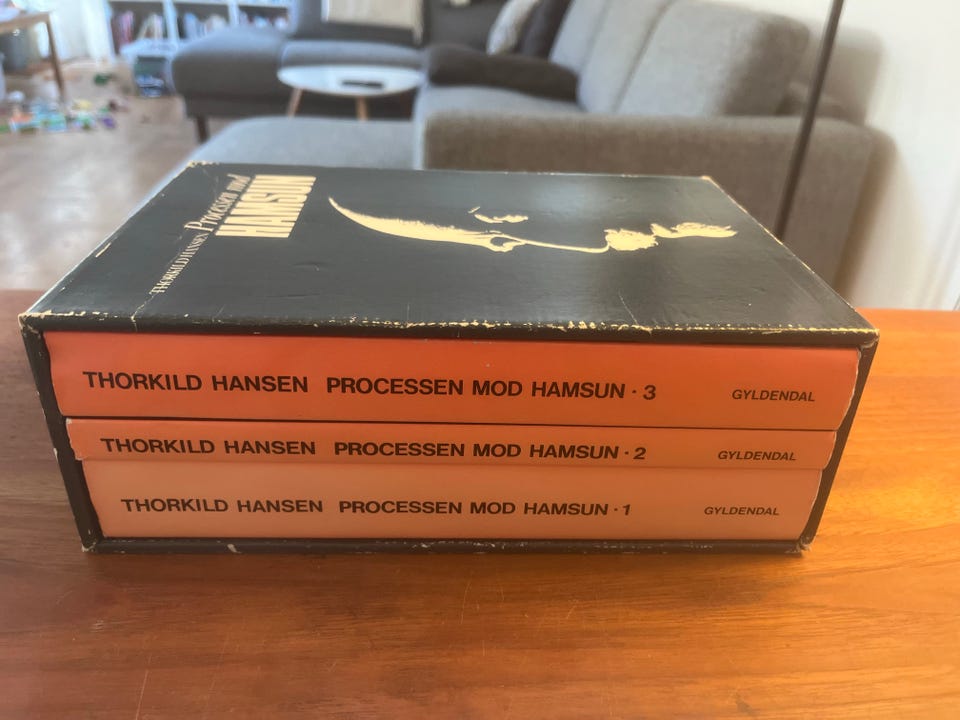 THORKILD HANSEN
Processen mod
HAMSUN
THORKILD HANSEN PROCESSEN MOD HAMSUN · 3 GYLDENDAL
THORKILD HANSEN PROCESSEN MOD HAMSUN · 2 GYLDENDAL
THORKILD HANSEN PROCESSEN MOD HAMSUN · 1 GYLDENDAL